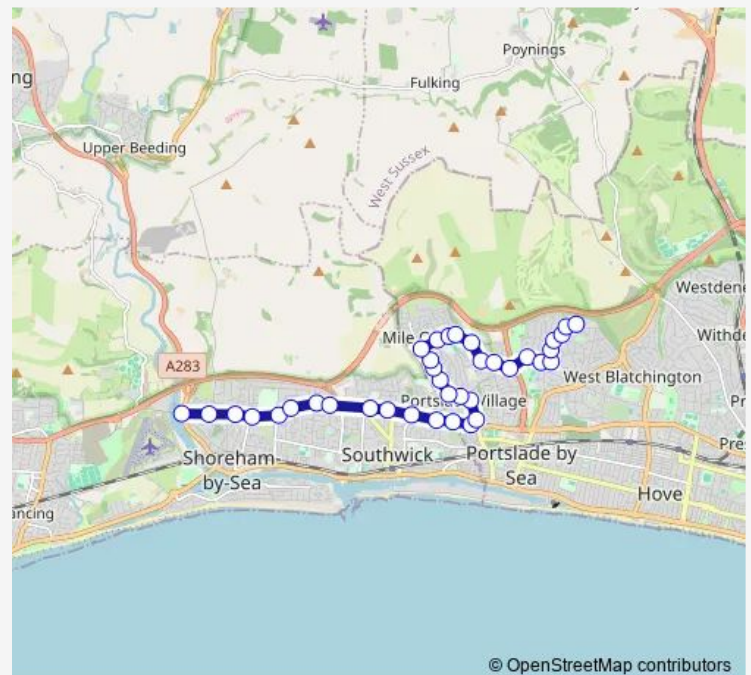 Poynings
Fulking
Upper Beeding
West Sussex
Westdene
A283
West Blatchington
Shoreham-
by-Sea
Southwick
Portslade by
Sea
Hove
© OpenStreetMap contributors